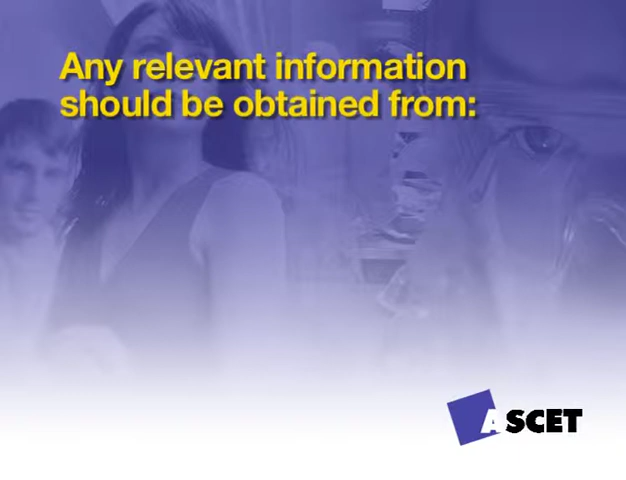 Any relevant information
should be obtained from:
ASCET